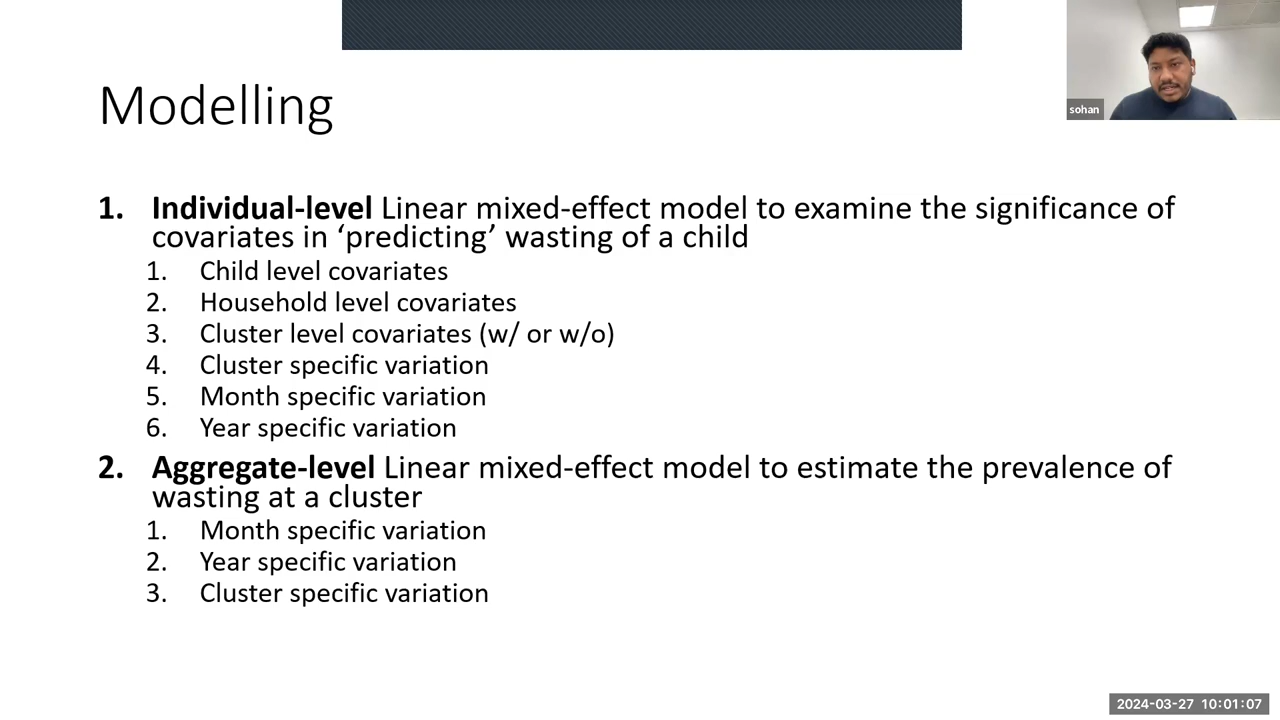 sohan
Modelling
1. Individual-level Linear mixed-effect model to examine the significance of
covariates in ‘predicting’ wasting of a child
1. Child level covariates
2. Household level covariates
3. Cluster level covariates (w/ or w/o)
4. Cluster specific variation
5. Month specific variation
6. Year specific variation
2. Aggregate-level Linear mixed-effect model to estimate the prevalence of
wasting at a cluster
1. Month specific variation
2. Year specific variation
3. Cluster specific variation
2024-03-27 10:01:07